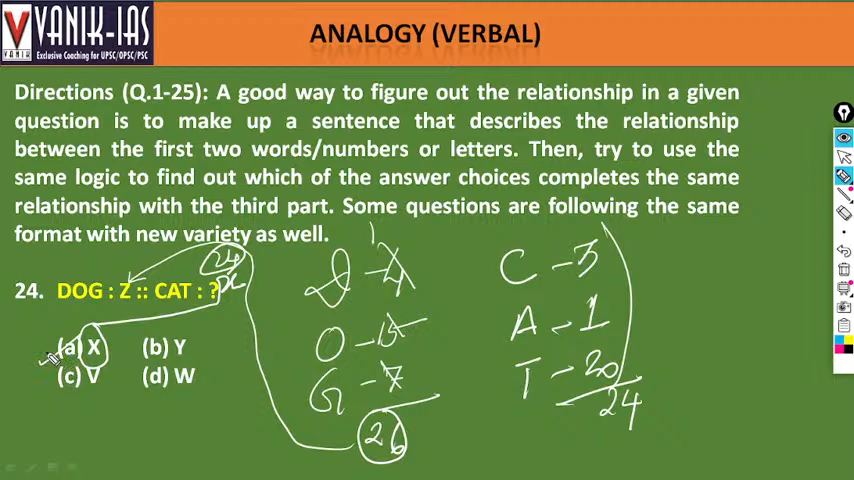 VANIK-IAS
VANIK
Exclusive Coaching for UPSC/OPSC/PSC
ANALOGY (VERBAL)
Directions (Q.1-25): A good way to figure out the relationship in a given
question is to make up a sentence that describes the relationship
between the first two words/numbers or letters. Then, try to use the
same logic to find out which of the answer choices completes the same
relationship with the third part. Some questions are following the same
format with new variety as well.
24. DOG : Z :: CAT : ?
24
X
(a) X (b) Y
(c) V (d) W
D - 4
O - 15
G - 7
26
C - 3
A - 1
T - 20
24